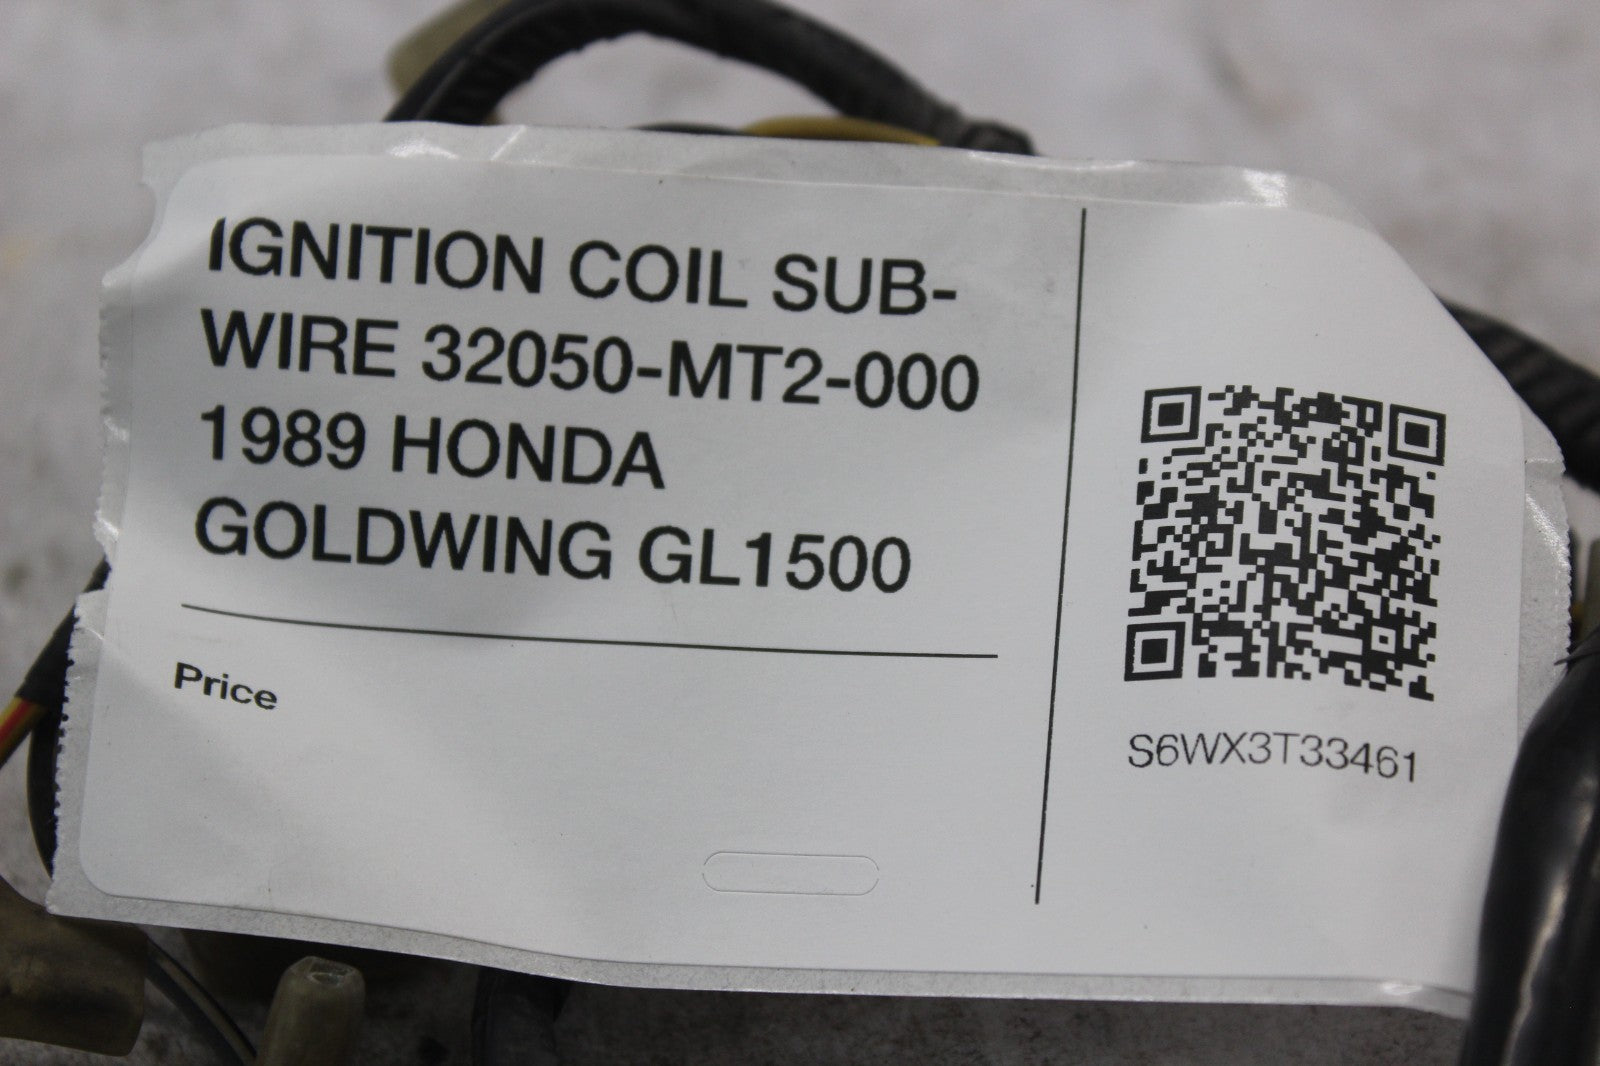 IGNITION COIL SUB-
WIRE 32050-MT2-000
1989 HONDA
GOLDWING GL1500
Price
S6WX3T33461